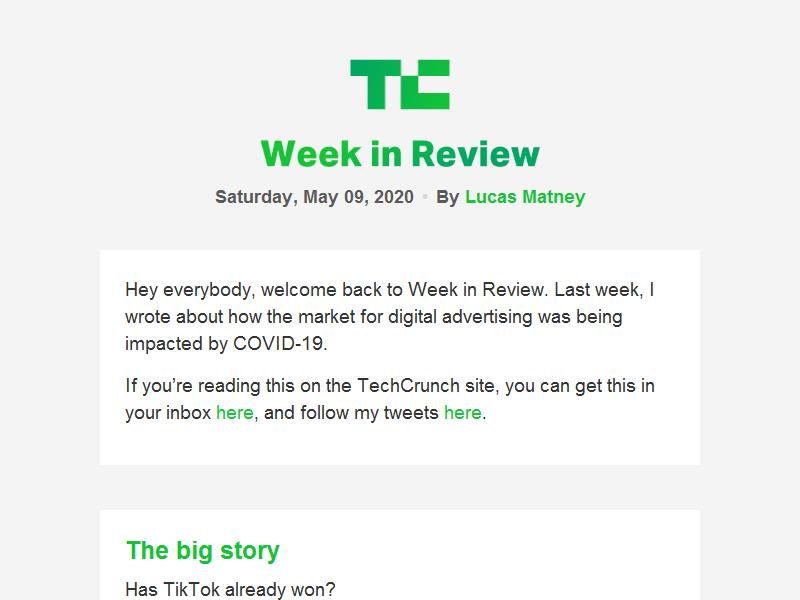 TC
Week in Review
Saturday, May 09, 2020 • By Lucas Matney
Hey everybody, welcome back to Week in Review. Last week, I
wrote about how the market for digital advertising was being
impacted by COVID-19.
If you’re reading this on the TechCrunch site, you can get this in
your inbox here, and follow my tweets here.
The big story
Has TikTok already won?